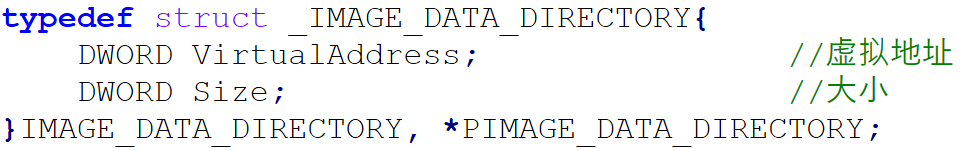 typedef struct _IMAGE_DATA_DIRECTORY{
    DWORD VirtualAddress;                //虚拟地址
    DWORD Size;                          //大小
}IMAGE_DATA_DIRECTORY, *PIMAGE_DATA_DIRECTORY;